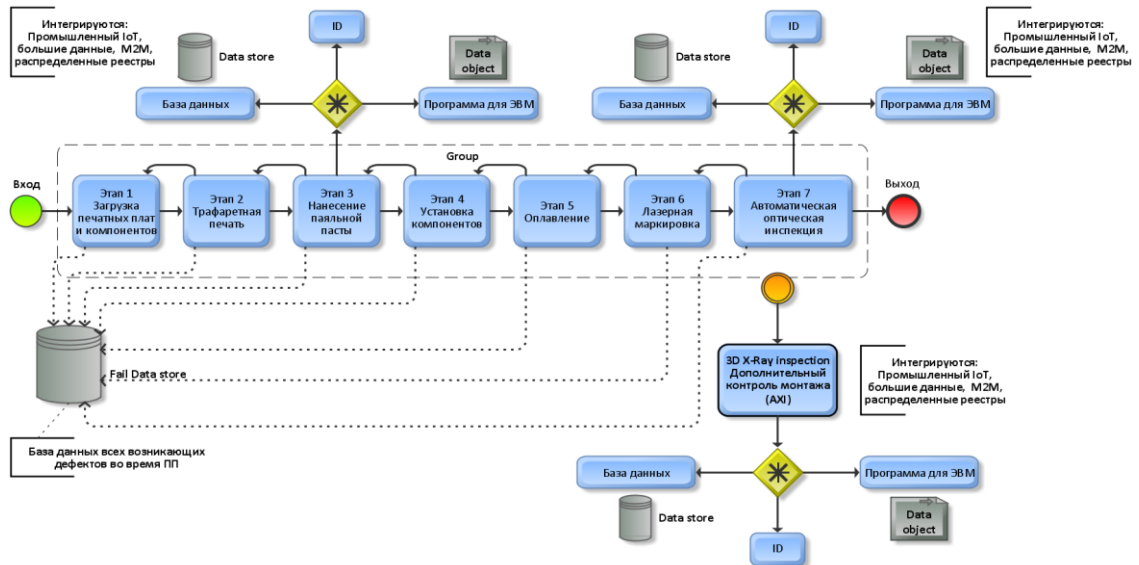 Интегрируются:
Промышленный IoT,
большие данные, M2M,
распределенные реестры
ID
Data store
Data
object
База данных
Программа для ЭВМ
ID
Data store
Data
object
Интегрируются:
Промышленный IoT,
большие данные, M2M,
распределенные реестры
База данных
Программа для ЭВМ
Group
Вход
Этап 1
Загрузка
печатных плат
и компонентов
Этап 2
Трафаретная
печать
Этап 3
Нанесение
паяльной
пасты
Этап 4
Установка
компонентов
Этап 5
Оплавление
Этап 6
Лазерная
маркировка
Этап 7
Автоматическая
оптическая
инспекция
Выход
Fail Data store
База данных всех возникающих
дефектов во время ПП
3D X-Ray inspection
Дополнительный
контроль монтажа
(AXI)
Интегрируются:
Промышленный IoT,
большие данные, M2M,
распределенные реестры
База данных
Программа для ЭВМ
Data store
Data
object
ID